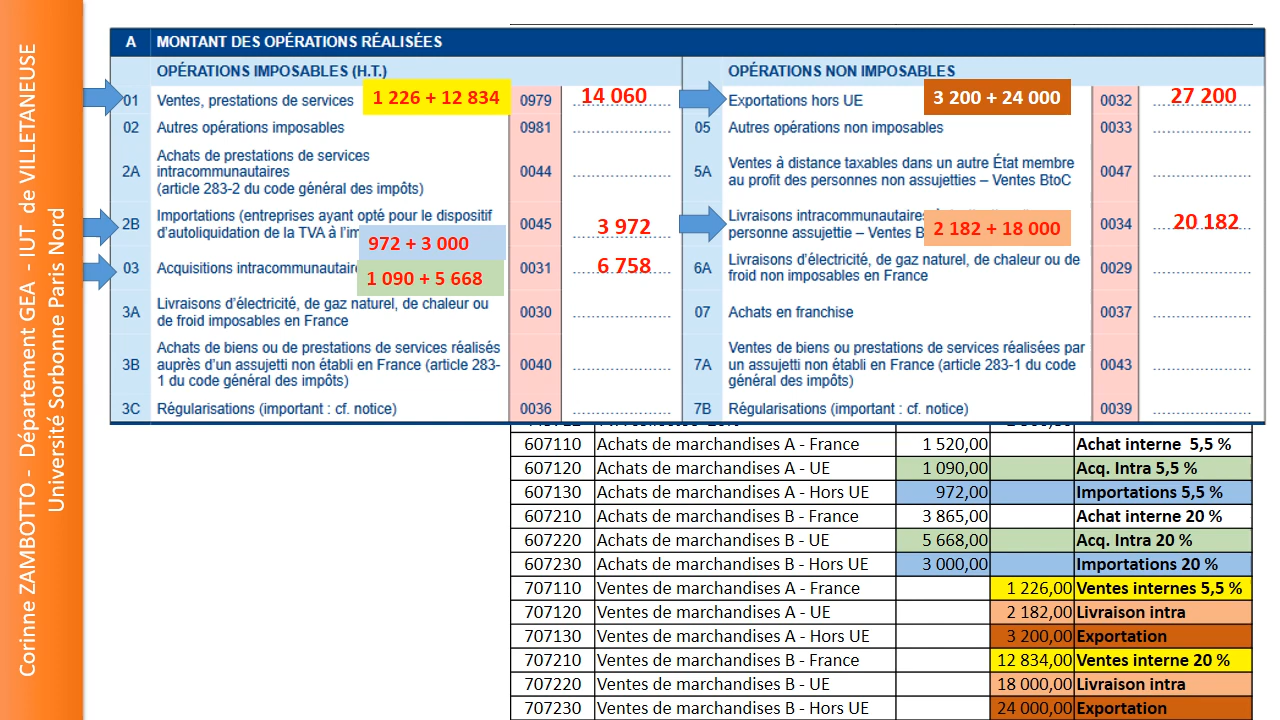 Corinne ZAMBOTTO - Département GEA - IUT de VILLETANEUSE
Université Sorbonne Paris Nord
A MONTANT DES OPÉRATIONS RÉALISÉES
OPÉRATIONS IMPOSABLES (H.T.)
01 Ventes, prestations de services 1 226 + 12 834 0979 14 060
02 Autres opérations imposables 0981
2A Achats de prestations de services
intracommunautaires
(article 283-2 du code général des impôts) 0044
2B Importations (entreprises ayant opté pour le dispositif
d'autoliquidation de la TVA à 0045 3 972
972 + 3 000
03 Acquisitions 0031 6 758
1 090 + 5 668
3A Livraisons d'électricité, de gaz naturel, de chaleur ou
de froid imposables en France 0030
3B Achats de biens ou de prestations de services réalisés
auprès d'un assujetti non établi en France (article 283-
1 du code général des impôts) 0040
3C Régularisations (important : cf. notice) 0036
OPÉRATIONS NON IMPOSABLES
Exportations hors UE 3 200 + 24 000 0032 27 200
05 Autres opérations non imposables 0033
5A Ventes à distance taxables dans un autre État membre
au profit des personnes non assujetties – Ventes BtoC 0047
Livraisons
personne assujettie – Ventes 2 182 + 18 000 0034 20 182
6A Livraisons d'électricité, de gaz naturel, de chaleur ou de
froid non imposables en France 0029
07 Achats en franchise 0037
7A Ventes de biens ou prestations de services réalisées par
un assujetti non établi en France (article 283-1 du code
général des impôts) 0043
7B Régularisations (important : cf. notice) 0039
607110 Achats de marchandises A - France 1 520,00 Achat interne 5,5 %
607120 Achats de marchandises A - UE 1 090,00 Acq. Intra 5,5 %
607130 Achats de marchandises A - Hors UE 972,00 Importations 5,5 %
607210 Achats de marchandises B - France 3 865,00 Achat interne 20 %
607220 Achats de marchandises B - UE 5 668,00 Acq. Intra 20 %
607230 Achats de marchandises B - Hors UE 3 000,00 Importations 20 %
707110 Ventes de marchandises A - France 1 226,00 Ventes internes 5,5 %
707120 Ventes de marchandises A - UE 2 182,00 Livraison intra
707130 Ventes de marchandises A - Hors UE 3 200,00 Exportation
707210 Ventes de marchandises B - France 12 834,00 Ventes interne 20 %
707220 Ventes de marchandises B - UE 18 000,00 Livraison intra
707230 Ventes de marchandises B - Hors UE 24 000,00 Exportation